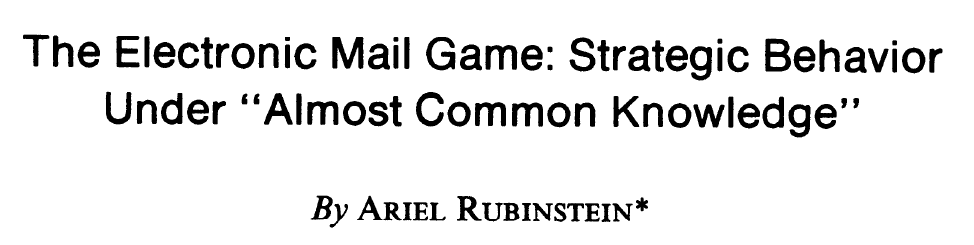 The Electronic Mail Game: Strategic Behavior
Under “Almost Common Knowledge”
By ARIEL RUBINSTEIN*